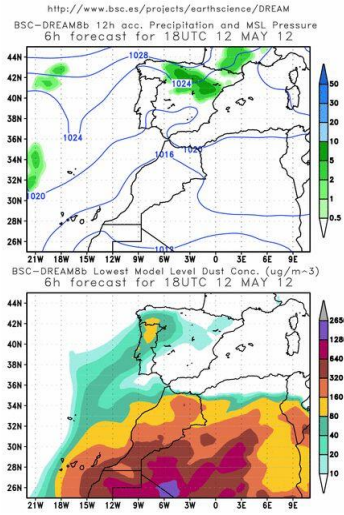 http://www.bsc.es/projects/earthscience/DREAM
BSC-DREAM8b 12h acc. Precipitation and MSL Pressure
6h forecast for 18UTC 12 MAY 12
44N
42N
40N
38N
36N
34N
32N
30N
28N
26N
1028
1024
1024
1020
1016
1020
1012
50
30
20
10
5
2
1
0.5
21W 18W 15W 12W 9W 6W 3W 0 3E 6E 9E
BSC-DREAM8b Lowest Model Level Dust Conc. (ug/m^3)
6h forecast for 18UTC 12 MAY 12
44N
42N
40N
38N
36N
34N
32N
30N
28N
26N
265
128
640
320
160
80
40
20
10
21W 18W 15W 12W 9W 6W 3W 0 3E 6E 9E